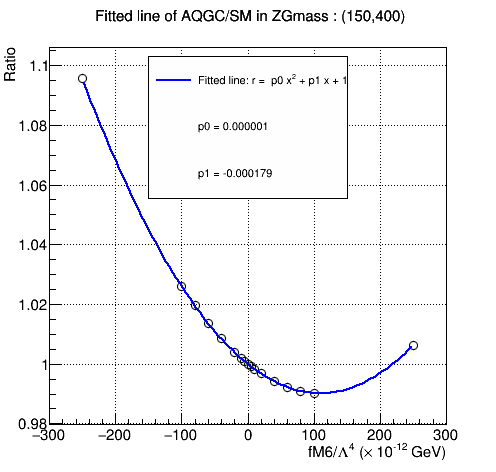 Fitted line of AQGC/SM in ZGmass : (150,400)
Ratio
1.1
1.08
1.06
1.04
1.02
1
0.98
Fitted line: r = p0 x² + p1 x + 1
p0 = 0.000001
p1 = -0.000179
−300 −200 −100 0 100 200 300
fM6/Λ⁴ (× 10⁻¹² GeV)